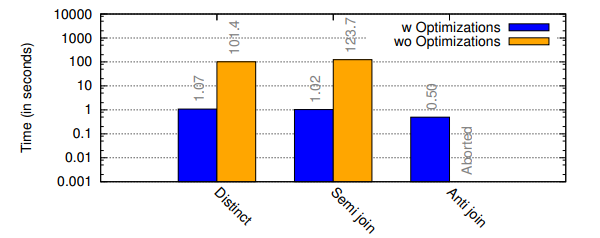 10000
1000
100
10
1
0.1
0.01
0.001
Time (in seconds)
w Optimizations
wo Optimizations
1.07
101.4
1.02
123.7
0.50
Aborted
Distinct
Semi join
Anti join